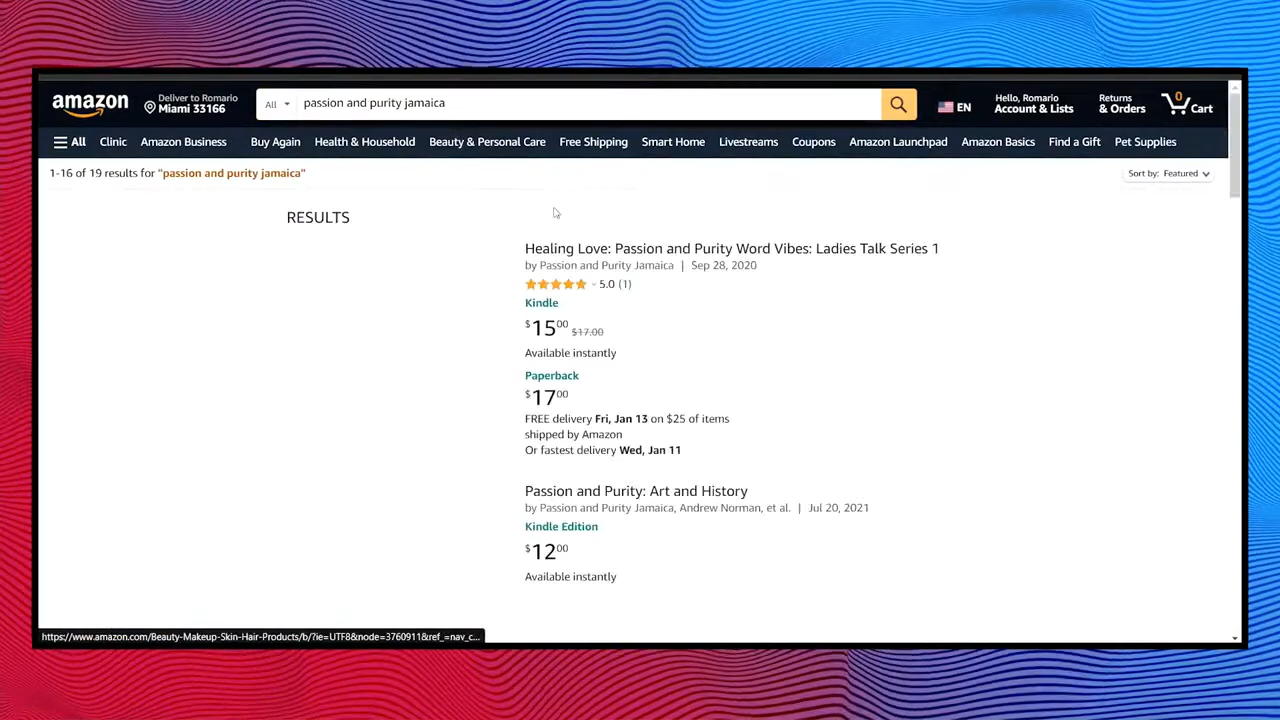 amazon
Deliver to Romario
Miami 33166
All
passion and purity jamaica
EN
Hello, Romario
Account & Lists
Returns
& Orders
0
Cart
All Clinic Amazon Business Buy Again Health & Household Beauty & Personal Care Free Shipping Smart Home Livestreams Coupons Amazon Launchpad Amazon Basics Find a Gift Pet Supplies
1-16 of 19 results for "passion and purity jamaica"
Sort by: Featured
RESULTS
Healing Love: Passion and Purity Word Vibes: Ladies Talk Series 1
by Passion and Purity Jamaica | Sep 28, 2020
5.0 (1)
Kindle
$1500 $17.00
Available instantly
Paperback
$1700
FREE delivery Fri, Jan 13 on $25 of items
shipped by Amazon
Or fastest delivery Wed, Jan 11
Passion and Purity: Art and History
by Passion and Purity Jamaica, Andrew Norman, et al. | Jul 20, 2021
Kindle Edition
$1200
Available instantly
https://www.amazon.com/Beauty-Makeup-Skin-Hair-Products/b/?ie=UTF8&node=3760911&ref_=nav_c...